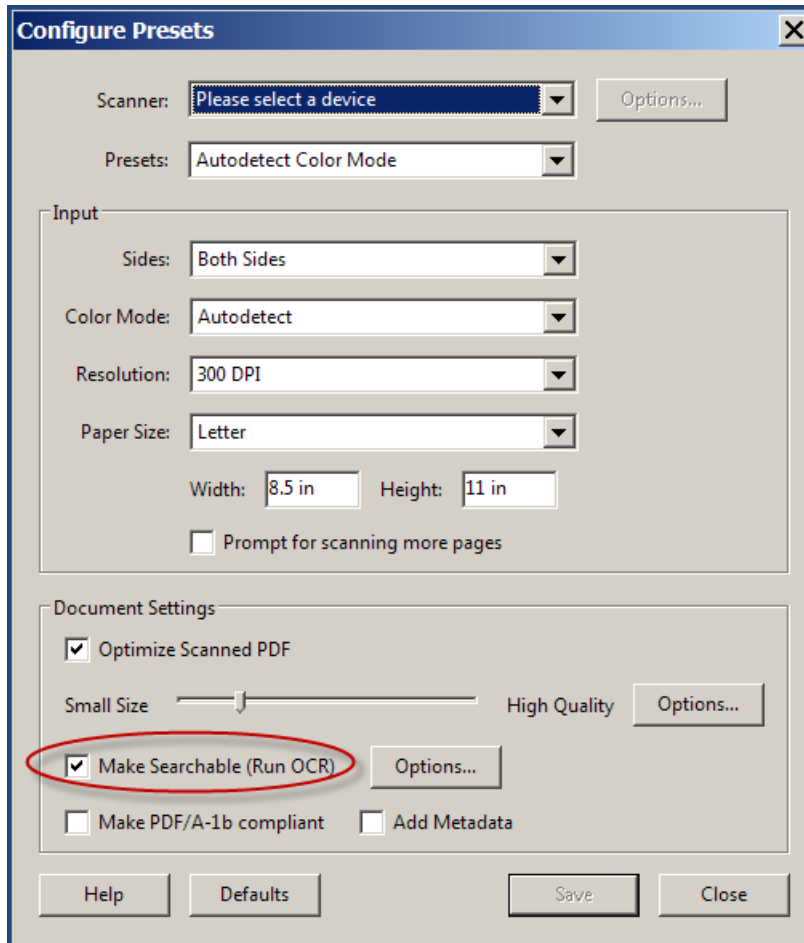 Configure Presets
Scanner: Please select a device Options...
Presets: Autodetect Color Mode
Input
Sides: Both Sides
Color Mode: Autodetect
Resolution: 300 DPI
Paper Size: Letter
Width: 8.5 in Height: 11 in
Prompt for scanning more pages
Document Settings
Optimize Scanned PDF
Small Size High Quality Options...
Make Searchable (Run OCR) Options...
Make PDF/A-1b compliant Add Metadata
Help Defaults Save Close